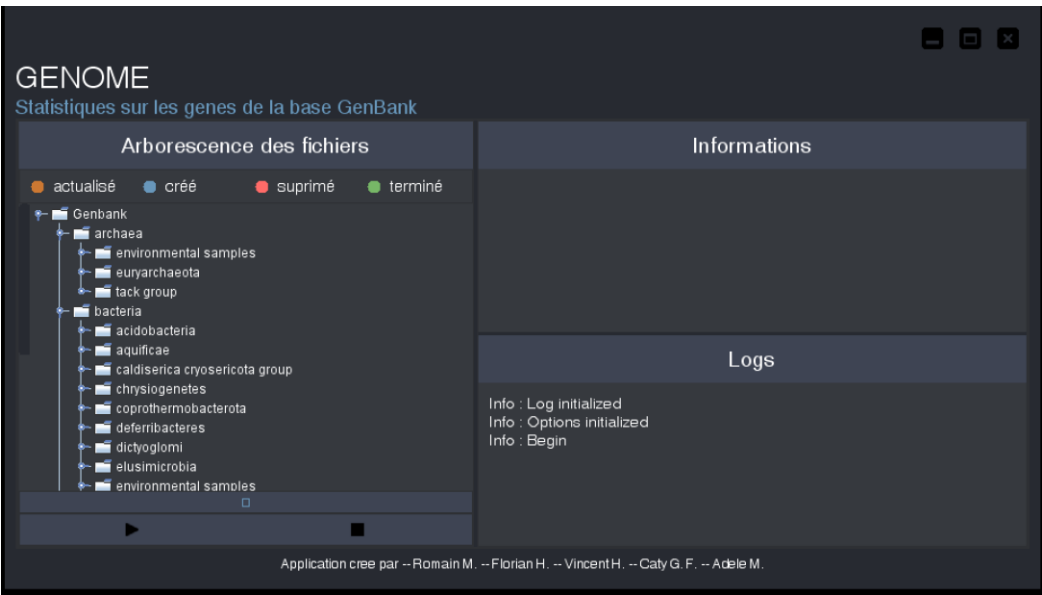 GENOME
Statistiques sur les genes de la base GenBank
Arborescence des fichiers
actualisé créé suprimé terminé
Genbank
archaea
environmental samples
euryarchaeota
tack group
bacteria
acidobacteria
aquificae
caldiserica cryosericota group
chrysiogenetes
coprothermobacterota
deferribacteres
dictyoglomi
elusimicrobia
environmental samples
Informations
Logs
Info : Log initialized
Info : Options initialized
Info : Begin
Application cree par -- Romain M. -- Florian H. -- Vincent H. -- Caty G. F. -- Adele M.